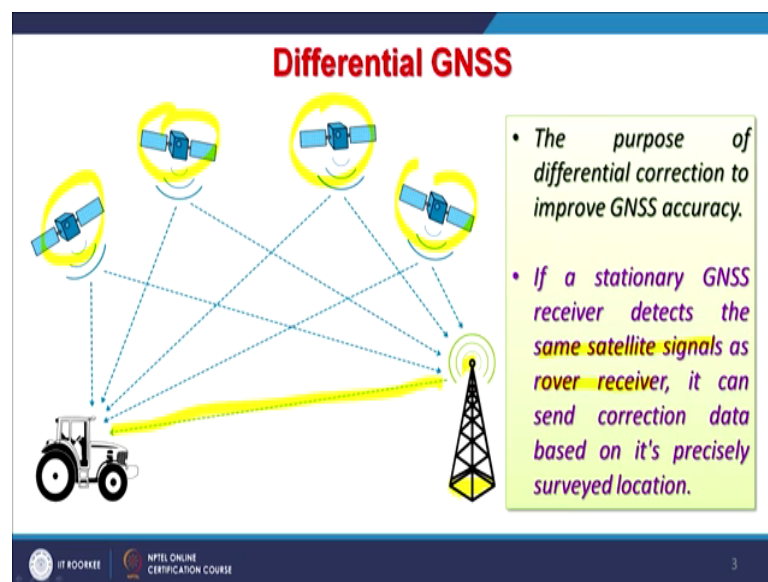 Differential GNSS
• The purpose of
differential correction to
improve GNSS accuracy.
• If a stationary GNSS
receiver detects the
same satellite signals as
rover receiver, it can
send correction data
based on it's precisely
surveyed location.
IIT ROORKEE
NPTEL ONLINE
CERTIFICATION COURSE
3